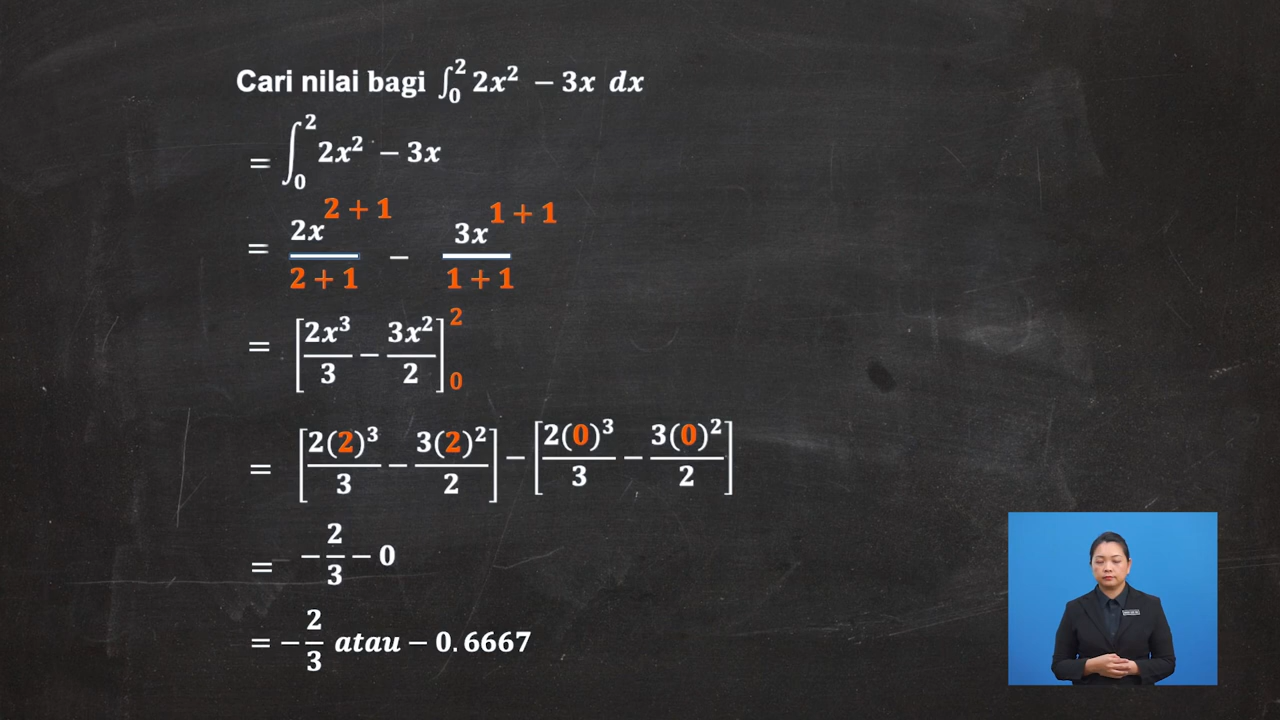 Cari nilai bagi ∫₀² 2x² − 3x dx
= ∫₀² 2x² − 3x
= 2x^(2 + 1) / (2 + 1) − 3x^(1 + 1) / (1 + 1)
= [2x³/3 − 3x²/2]₀²
= [2(2)³/3 − 3(2)²/2] − [2(0)³/3 − 3(0)²/2]
= −2/3 − 0
= −2/3 atau − 0.6667